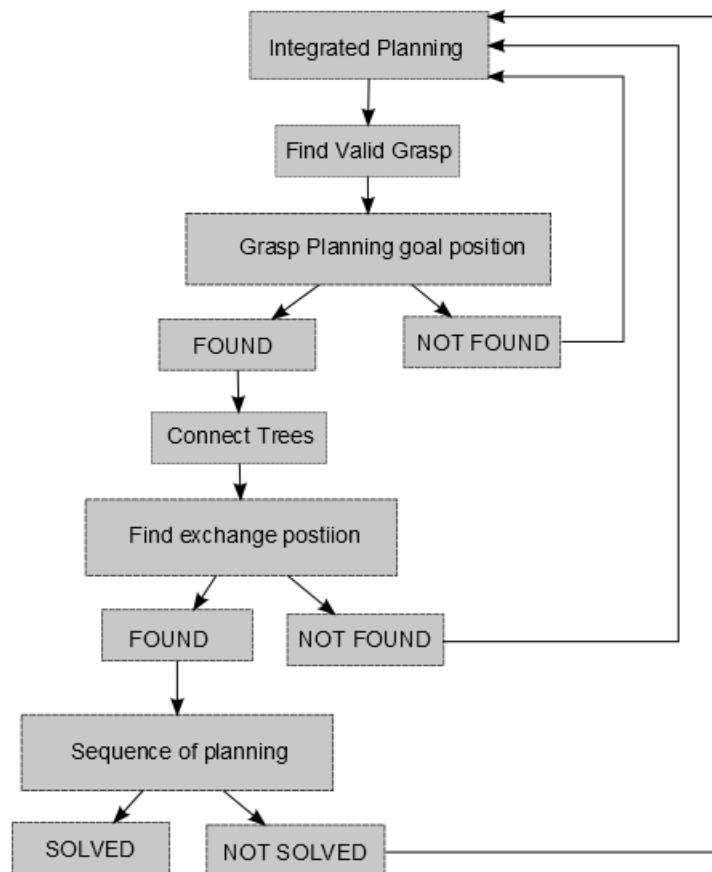 Integrated Planning
Find Valid Grasp
Grasp Planning goal position
FOUND
NOT FOUND
Connect Trees
Find exchange postiion
FOUND
NOT FOUND
Sequence of planning
SOLVED
NOT SOLVED